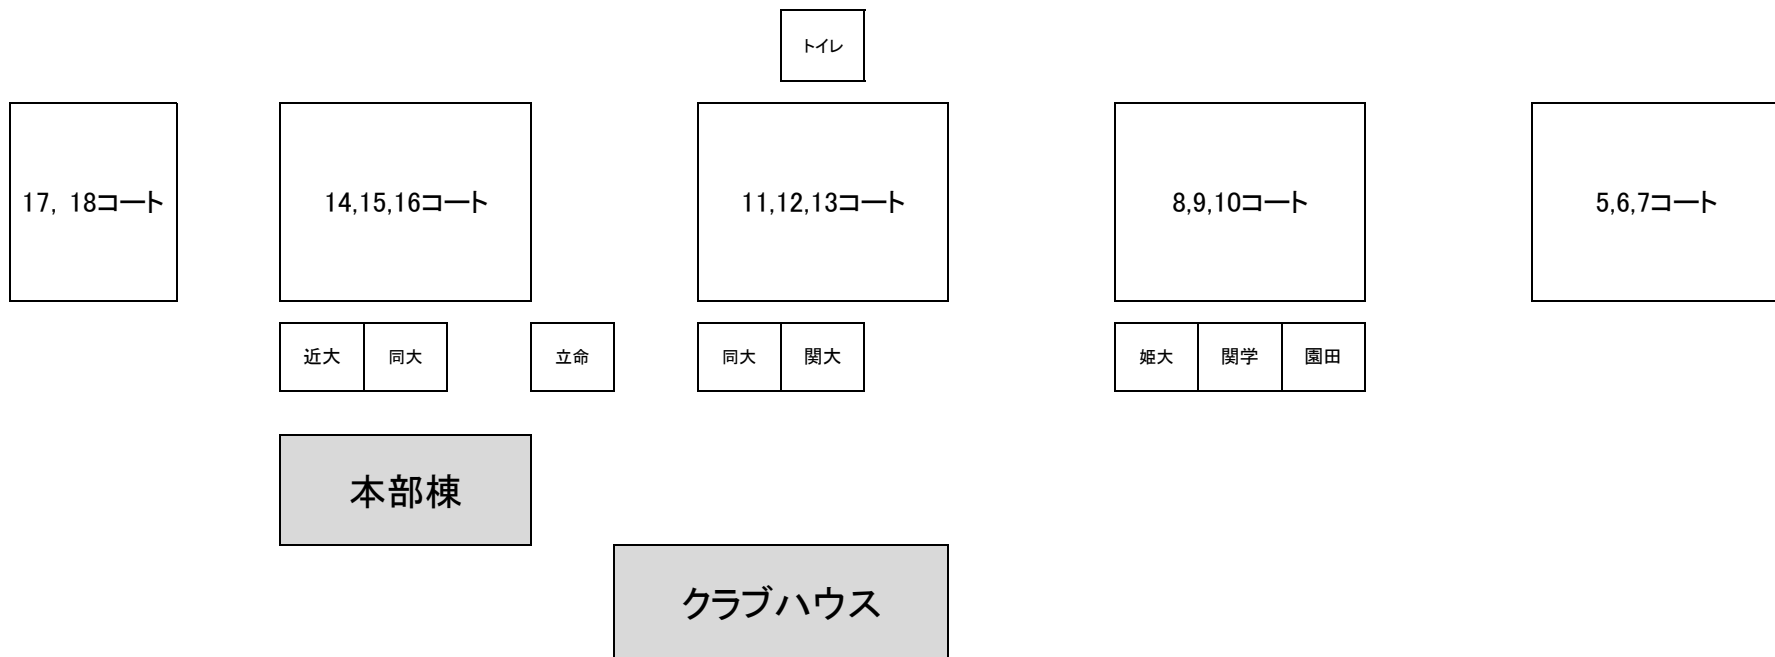 トイレ
17, 18コート
14,15,16コート
11,12,13コート
8,9,10コート
5,6,7コート
近大
同大
立命
同大
関大
姫大
関学
園田
本部棟
クラブハウス